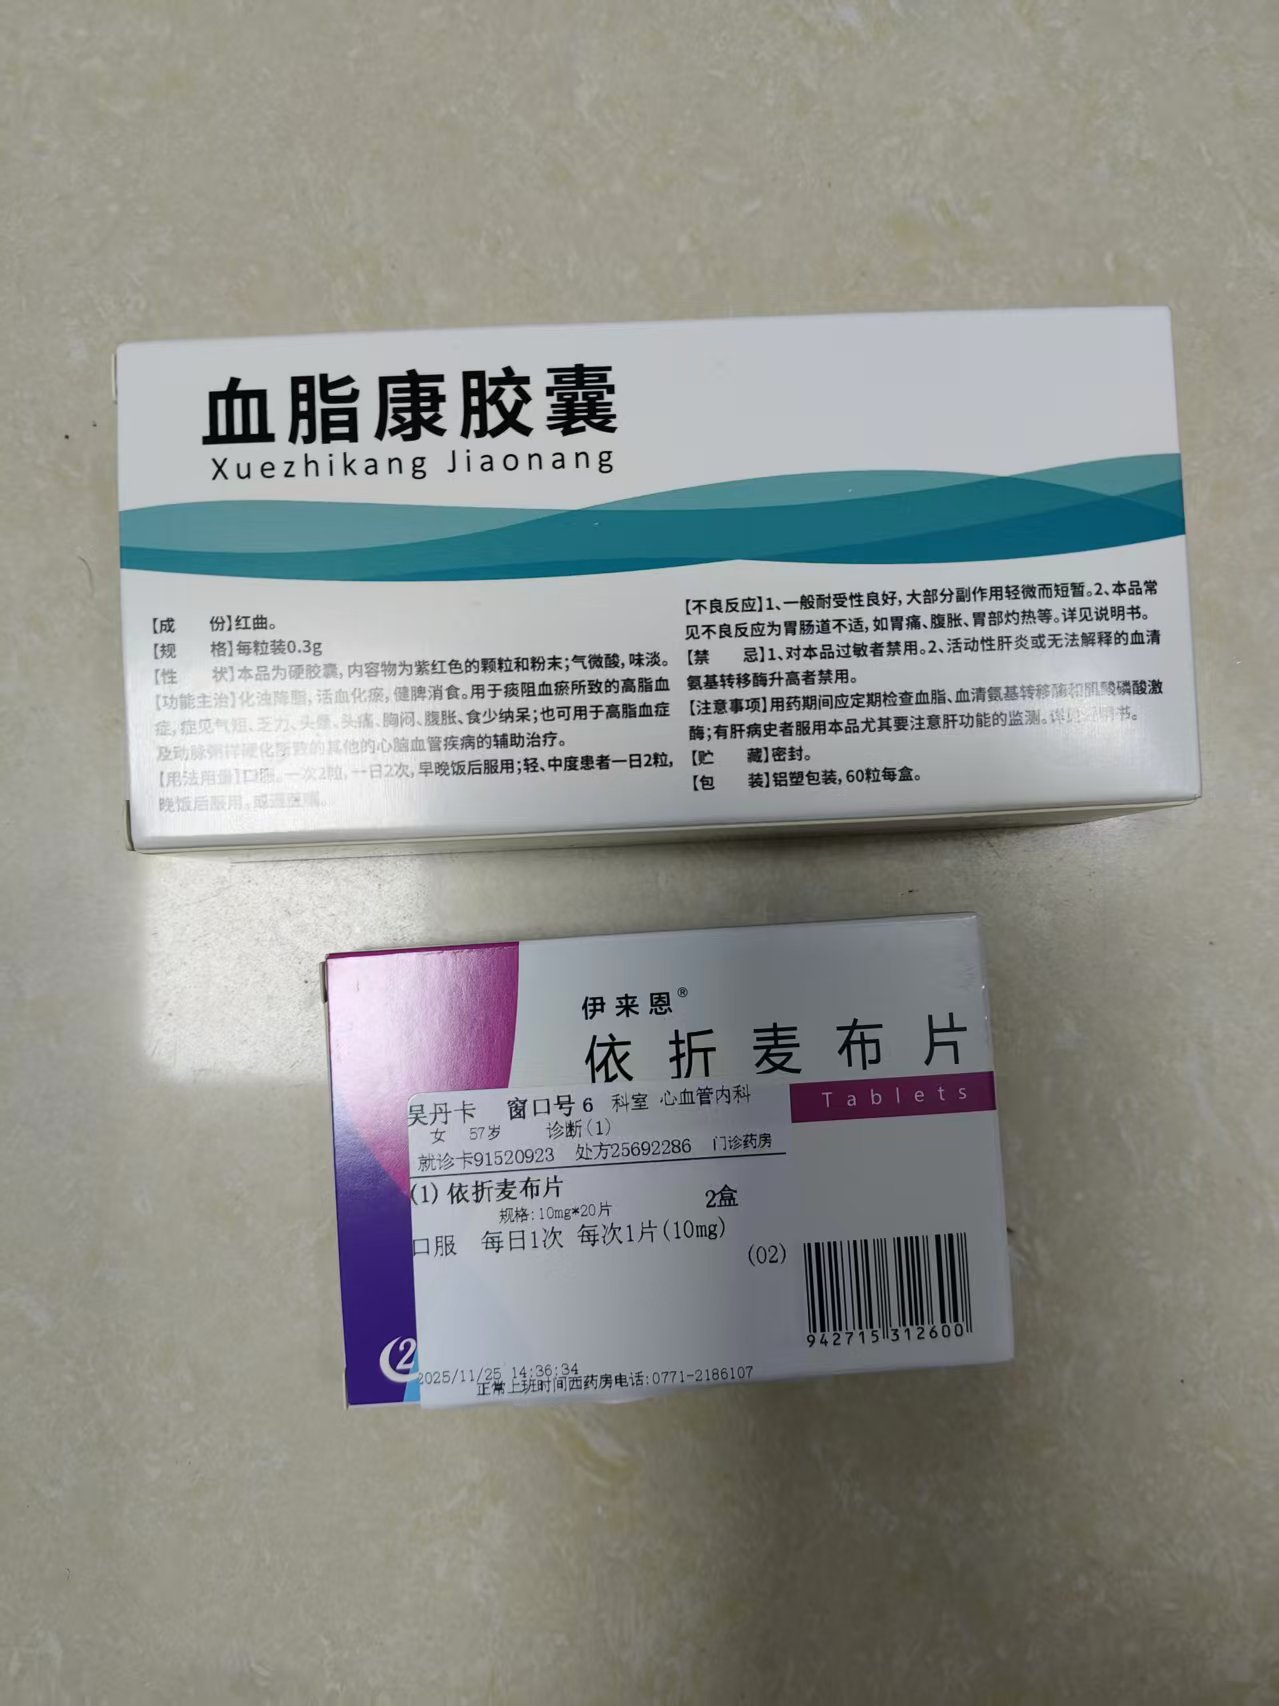 血脂康胶囊
Xuezhikang Jiaonang
【成 份】红曲。
【规 格】每粒装0.3g
【性 状】本品为硬胶囊，内容物为紫红色的颗粒和粉末；气微酸，味淡。
【功能主治】化浊降脂，活血化瘀，健脾消食。用于痰阻血瘀所致的高脂血
症，症见气短、乏力、头晕、头痛、胸闷、腹胀、食少纳呆；也可用于高脂血症
及动脉粥样硬化所致的其他的心脑血管疾病的辅助治疗。
【用法用量】口服。一次2粒，一日2次，早晚饭后服用；轻、中度患者一日2粒，
晚饭后服用，或遵医嘱。
【不良反应】1、一般耐受性良好，大部分副作用轻微而短暂。2、本品常
见不良反应为胃肠道不适，如胃痛、腹胀、胃部灼热等。详见说明书。
【禁 忌】1、对本品过敏者禁用。2、活动性肝炎或无法解释的血清
氨基转移酶升高者禁用。
【注意事项】用药期间应定期检查血脂、血清氨基转移酶和肌酸磷酸激
酶；有肝病史者服用本品尤其要注意肝功能的监测。详见说明书。
【贮 藏】密封。
【包 装】铝塑包装，60粒每盒。
伊来恩®
依折麦布片
Tablets
吴丹卡 窗口号 6 科室 心血管内科
女 57岁 诊断(1)
就诊卡91520923 处方25692286 门诊药房
(1) 依折麦布片 2盒
规格：10mg*20片
口服 每日1次 每次1片(10mg)
(02)
942715 312600
2
2025/11/25 14:36:34
正常上班时间西药房电话:0771-2186107